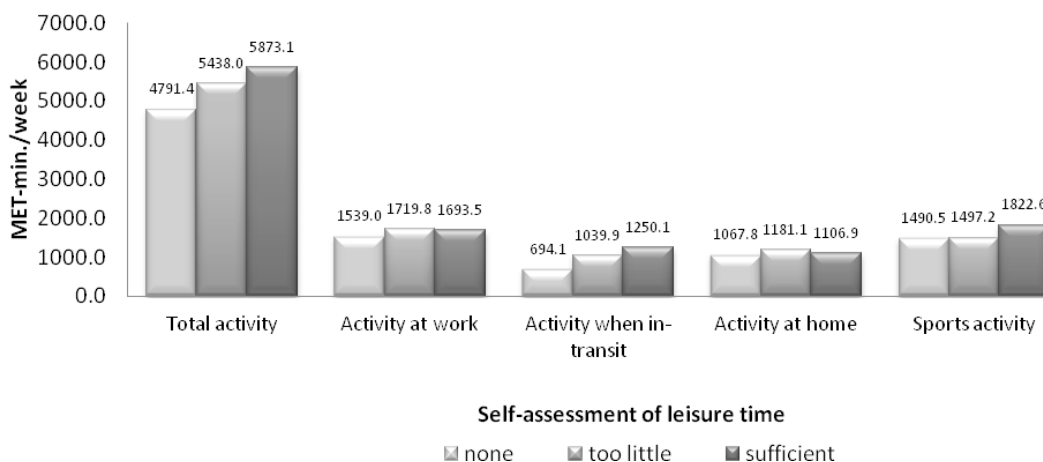 7000.0
6000.0
5000.0
4000.0
3000.0
2000.0
1000.0
0.0
MET-min./week
4791.4
5438.0
5873.1
1539.0
1719.8
1693.5
694.1
1039.9
1250.1
1067.8
1181.1
1106.9
1490.5
1497.2
1822.6
Total activity
Activity at work
Activity when in-
transit
Activity at home
Sports activity
Self-assessment of leisure time
none too little sufficient